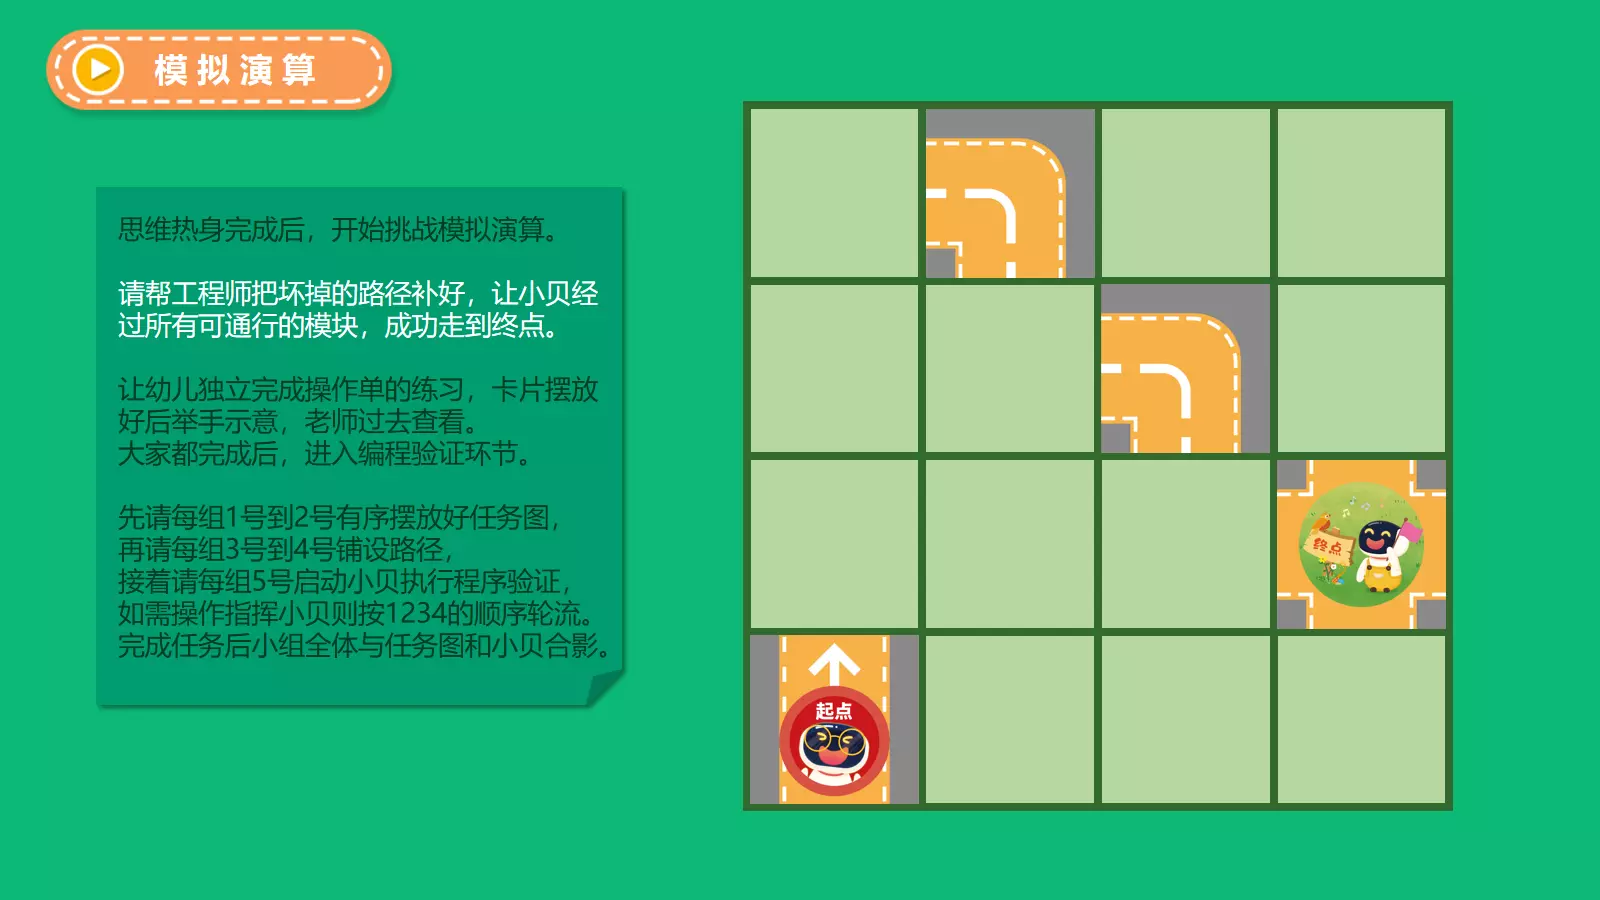 模拟演算
思维热身完成后，开始挑战模拟演算。
请帮工程师把坏掉的路径补好，让小贝经
过所有可通行的模块，成功走到终点。
让幼儿独立完成操作单的练习，卡片摆放
好后举手示意，老师过去查看。
大家都完成后，进入编程验证环节。
先请每组1号到2号有序摆放好任务图，
再请每组3号到4号铺设路径，
接着请每组5号启动小贝执行程序验证，
如需操作指挥小贝则按1234的顺序轮流。
完成任务后小组全体与任务图和小贝合影。
终点
起点